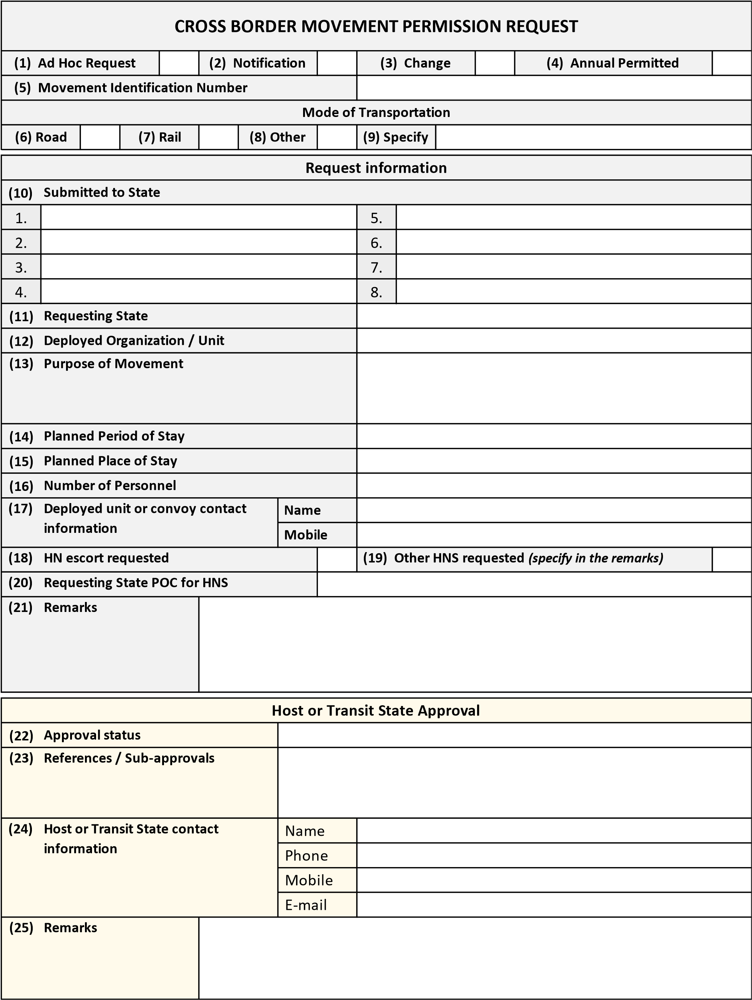 CROSS BORDER MOVEMENT PERMISSION REQUEST
(1) Ad Hoc Request (2) Notification (3) Change (4) Annual Permitted
(5) Movement Identification Number
Mode of Transportation
(6) Road (7) Rail (8) Other (9) Specify
Request information
(10) Submitted to State
1. 5.
2. 6.
3. 7.
4. 8.
(11) Requesting State
(12) Deployed Organization / Unit
(13) Purpose of Movement
(14) Planned Period of Stay
(15) Planned Place of Stay
(16) Number of Personnel
(17) Deployed unit or convoy contact
information
Name
Mobile
(18) HN escort requested (19) Other HNS requested (specify in the remarks)
(20) Requesting State POC for HNS
(21) Remarks
Host or Transit State Approval
(22) Approval status
(23) References / Sub-approvals
(24) Host or Transit State contact
information
Name
Phone
Mobile
E-mail
(25) Remarks